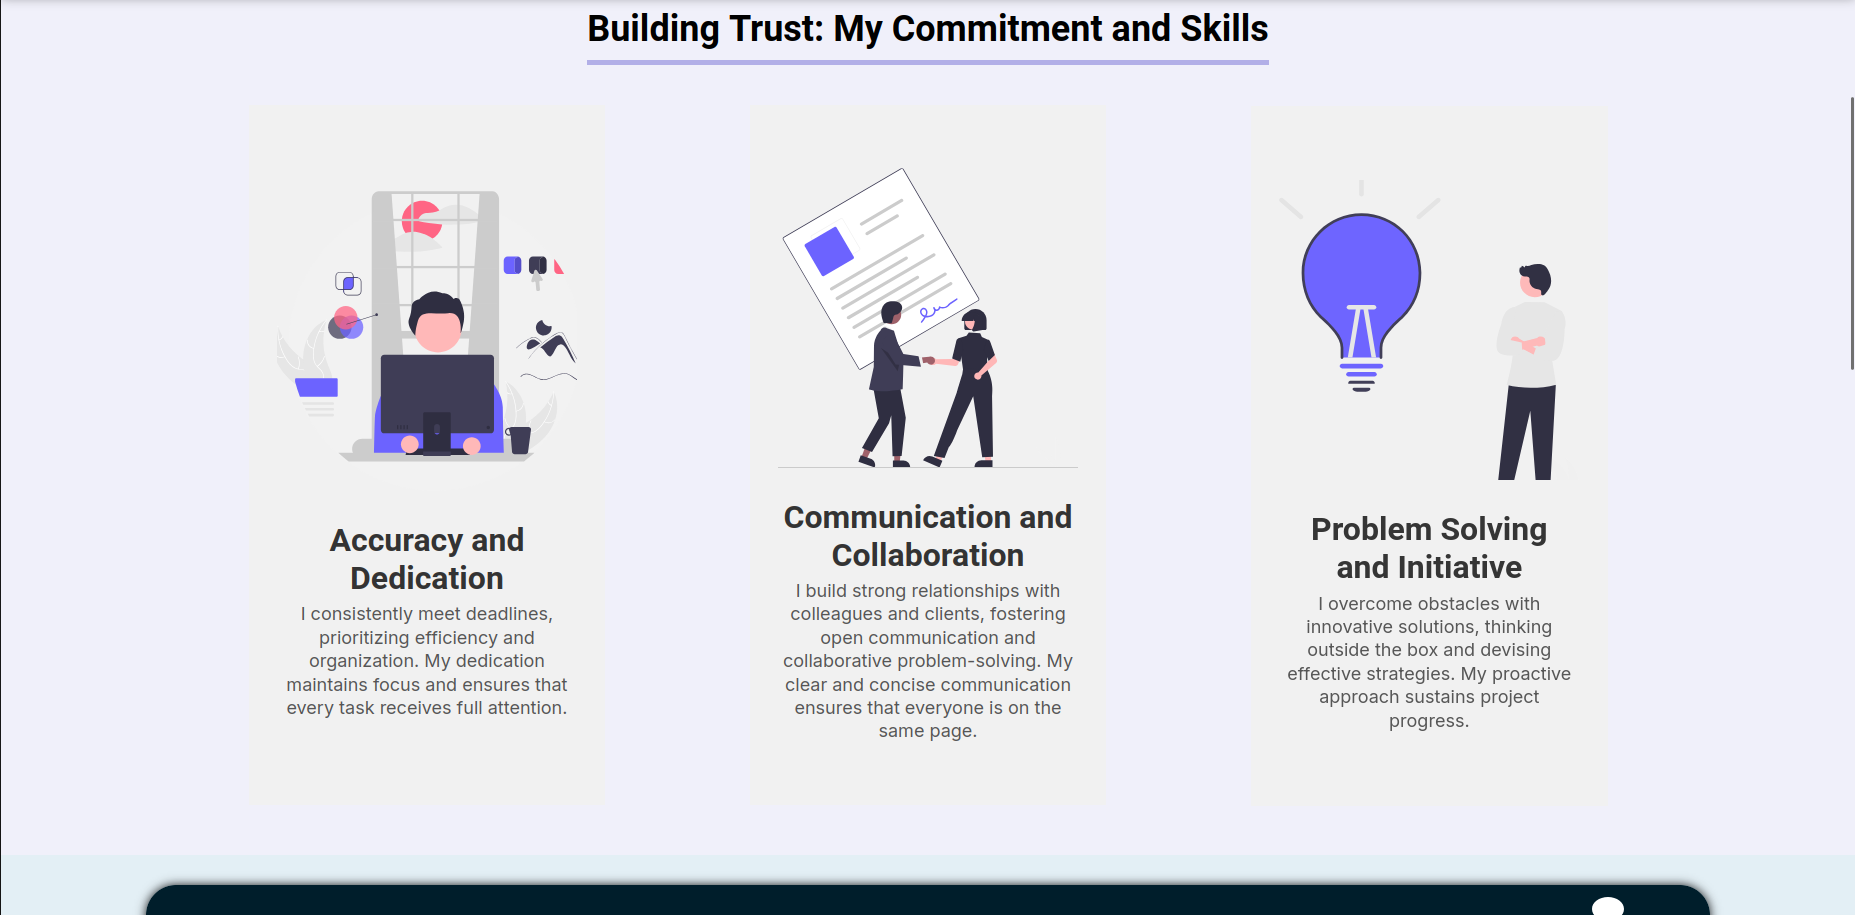 Building Trust: My Commitment and Skills
Accuracy and
Dedication
I consistently meet deadlines,
prioritizing efficiency and
organization. My dedication
maintains focus and ensures that
every task receives full attention.
Communication and
Collaboration
I build strong relationships with
colleagues and clients, fostering
open communication and
collaborative problem-solving. My
clear and concise communication
ensures that everyone is on the
same page.
Problem Solving
and Initiative
I overcome obstacles with
innovative solutions, thinking
outside the box and devising
effective strategies. My proactive
approach sustains project
progress.